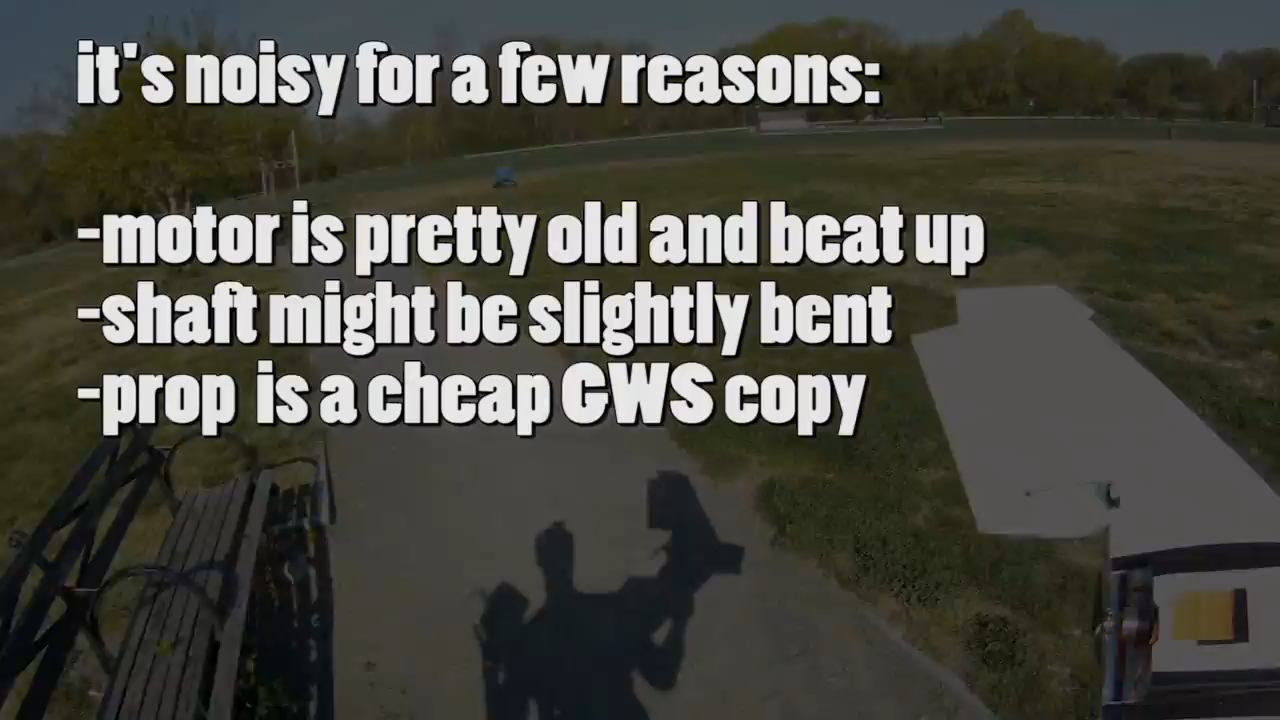 it's noisy for a few reasons:
-motor is pretty old and beat up
-shaft might be slightly bent
-prop is a cheap GWS copy